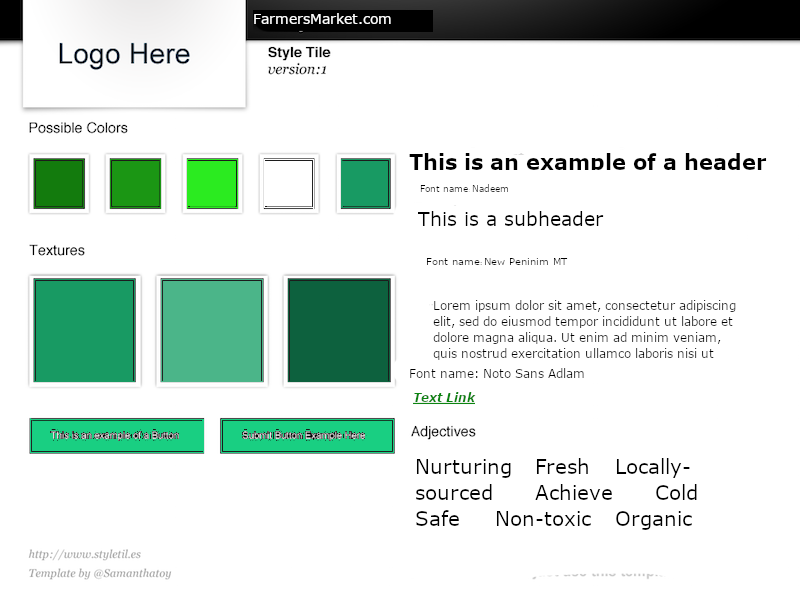 FarmersMarket.com
Logo Here
Style Tile
version:1
Possible Colors
This is an example of a header
Font name: Nadeem
This is a subheader
Textures
Font name: New Peninim MT
Lorem ipsum dolor sit amet, consectetur adipiscing
elit, sed do eiusmod tempor incididunt ut labore et
dolore magna aliqua. Ut enim ad minim veniam,
quis nostrud exercitation ullamco laboris nisi ut
Font name: Noto Sans Adlam
Text Link
This is an example of a Button
Submit Button Example Here
Adjectives
Nurturing Fresh Locally-
sourced Achieve Cold
Safe Non-toxic Organic
http://www.styletil.es
Template by @Samanthatoy
use this